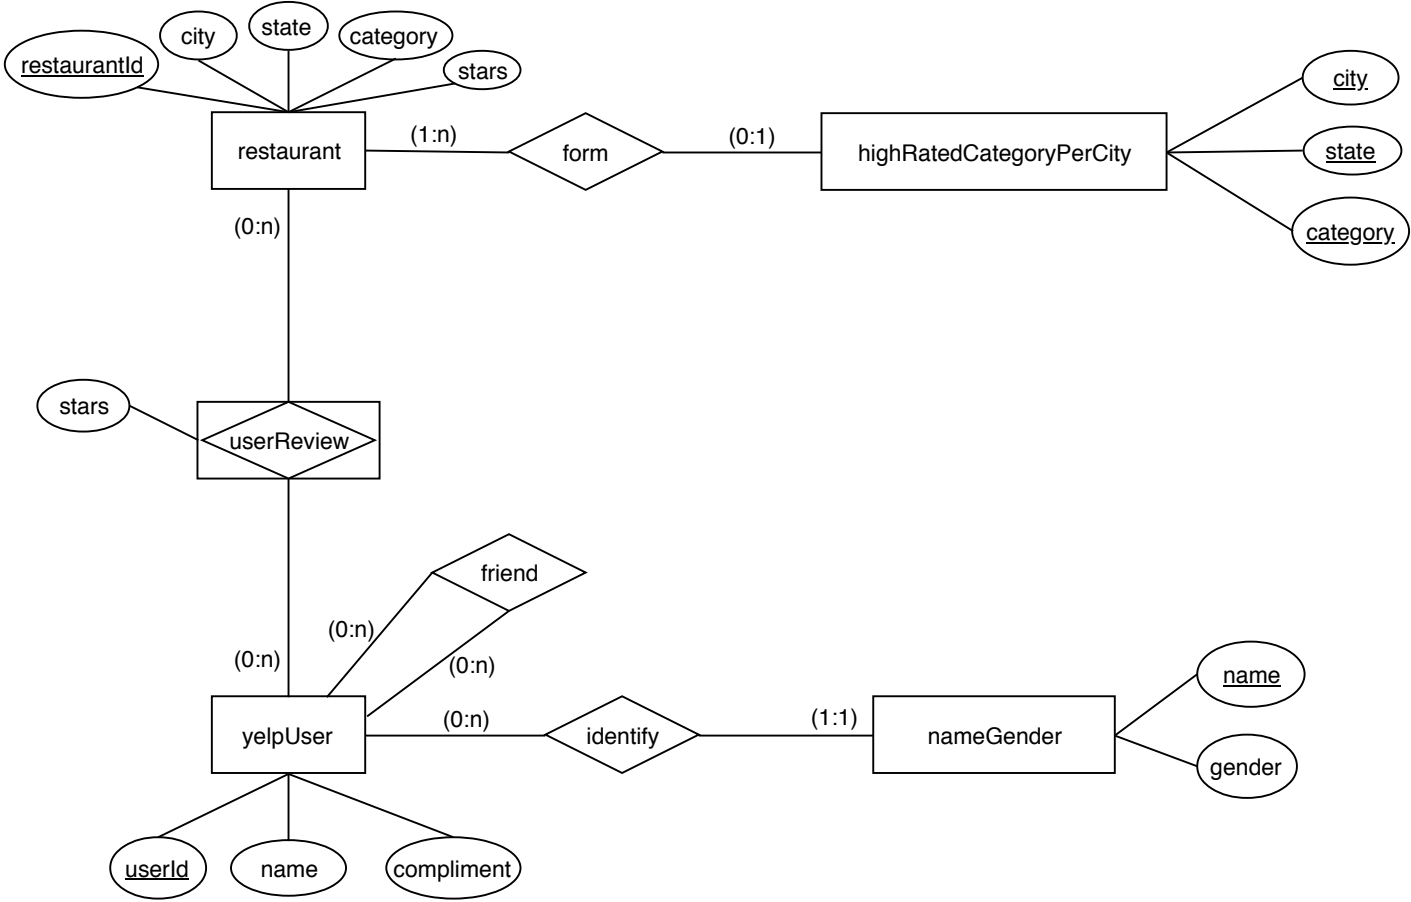 state
city
category
restaurantId
stars
city
(1:n)
(0:1)
restaurant
form
highRatedCategoryPerCity
state
(0:n)
category
stars
userReview
friend
(0:n)
(0:n)
(0:n)
name
(0:n)
(1:1)
yelpUser
identify
nameGender
gender
userId
name
compliment